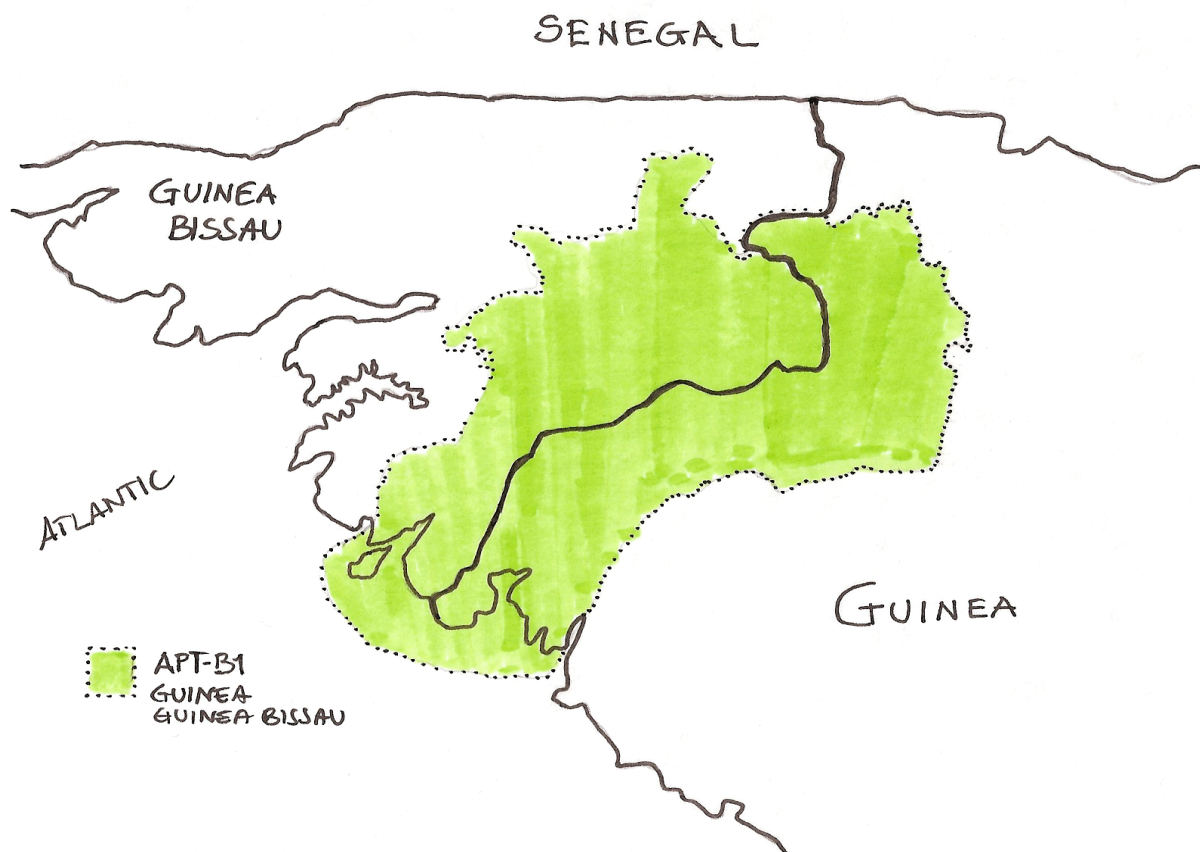 SENEGAL
GUINEA
BISSAU
ATLANTIC
GUINEA
APT-B1
GUINEA
GUINEA BISSAU